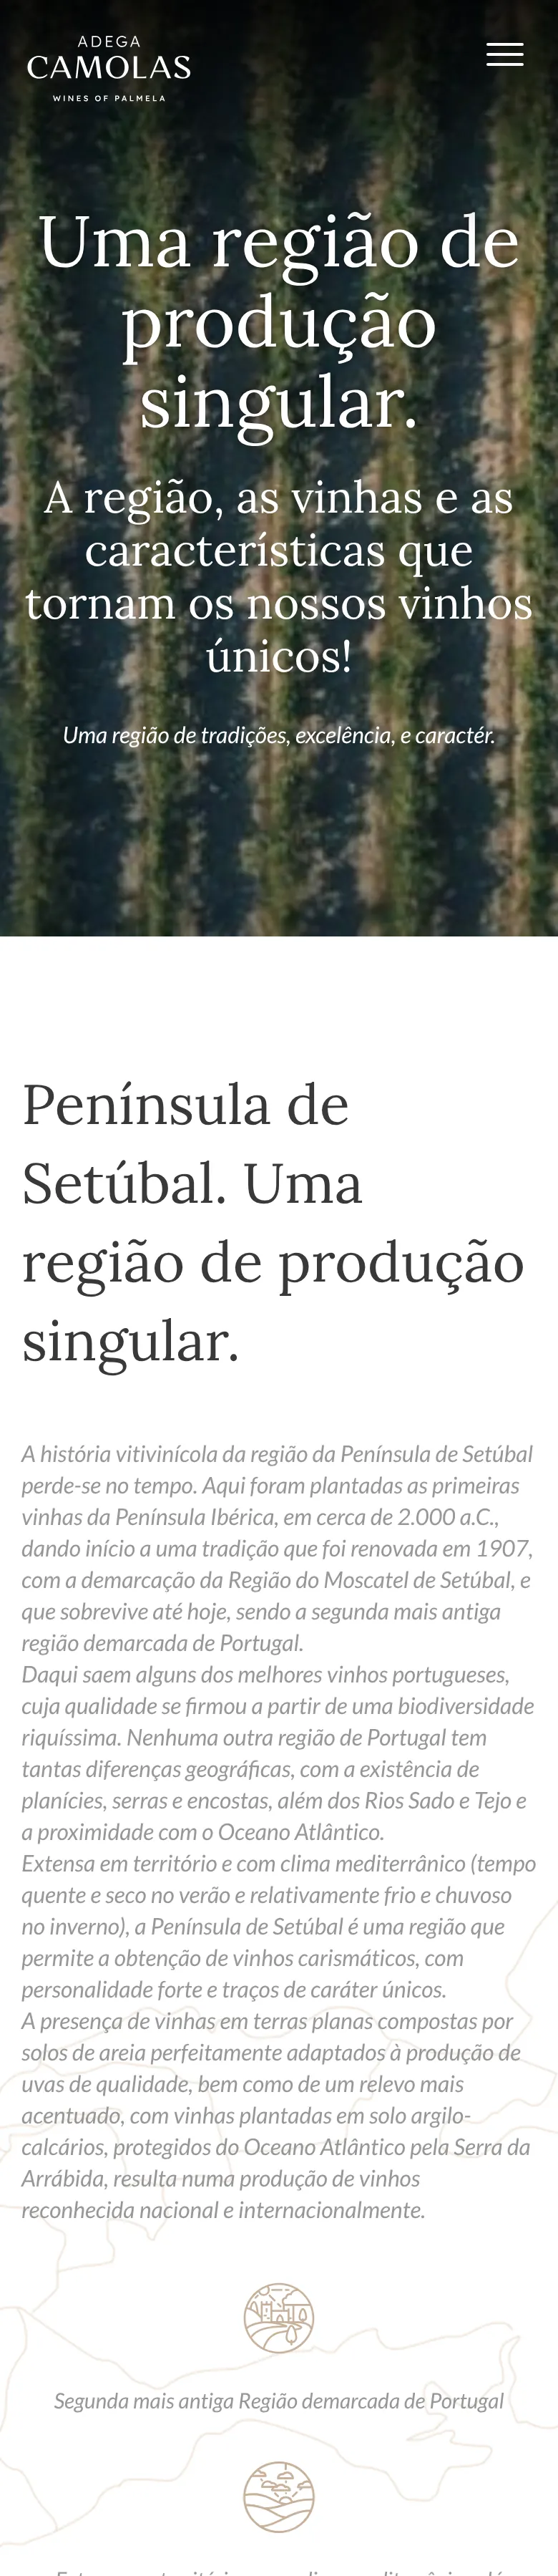 ADEGA
CAMOLAS
WINES OF PALMELA
Uma região de
produção
singular.
A região, as vinhas e as
características que
tornam os nossos vinhos
únicos!
Uma região de tradições, excelência, e caractér.
Península de
Setúbal. Uma
região de produção
singular.
A história vitivinícola da região da Península de Setúbal
perde-se no tempo. Aqui foram plantadas as primeiras
vinhas da Península Ibérica, em cerca de 2.000 a.C.,
dando início a uma tradição que foi renovada em 1907,
com a demarcação da Região do Moscatel de Setúbal, e
que sobrevive até hoje, sendo a segunda mais antiga
região demarcada de Portugal.
Daqui saem alguns dos melhores vinhos portugueses,
cuja qualidade se firmou a partir de uma biodiversidade
riquíssima. Nenhuma outra região de Portugal tem
tantas diferenças geográficas, com a existência de
planícies, serras e encostas, além dos Rios Sado e Tejo e
a proximidade com o Oceano Atlântico.
Extensa em território e com clima mediterrânico (tempo
quente e seco no verão e relativamente frio e chuvoso
no inverno), a Península de Setúbal é uma região que
permite a obtenção de vinhos carismáticos, com
personalidade forte e traços de caráter únicos.
A presença de vinhas em terras planas compostas por
solos de areia perfeitamente adaptados à produção de
uvas de qualidade, bem como de um relevo mais
acentuado, com vinhas plantadas em solo argilo-
calcários, protegidos do Oceano Atlântico pela Serra da
Arrábida, resulta numa produção de vinhos
reconhecida nacional e internacionalmente.
Segunda mais antiga Região demarcada de Portugal